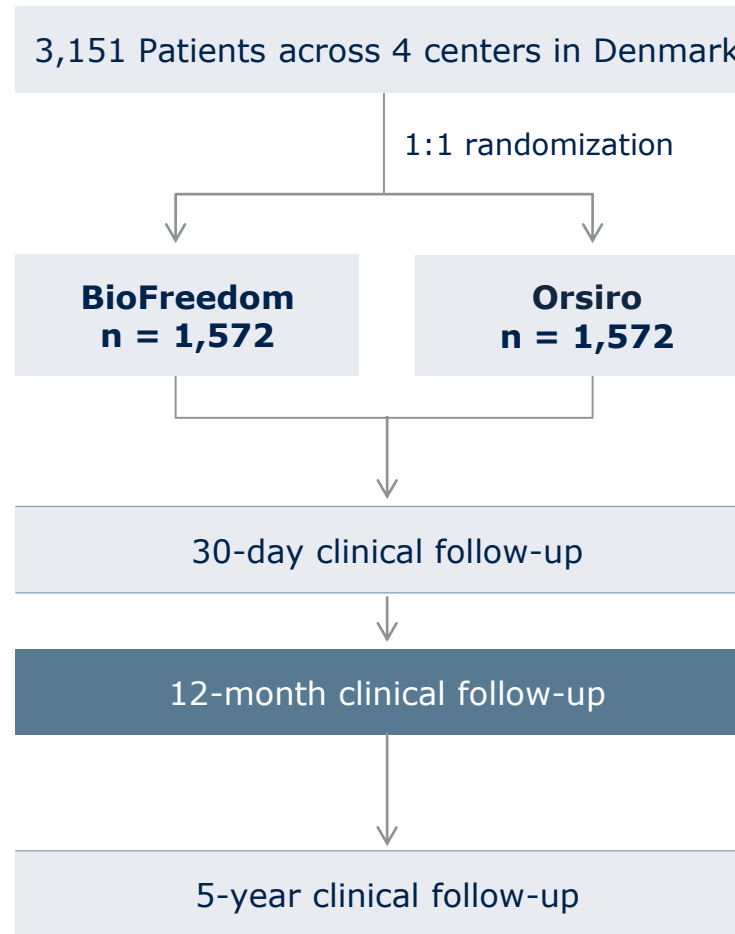 3,151 Patients across 4 centers in Denmark
1:1 randomization
BioFreedom
n = 1,572
Orsiro
n = 1,572
30-day clinical follow-up
12-month clinical follow-up
5-year clinical follow-up